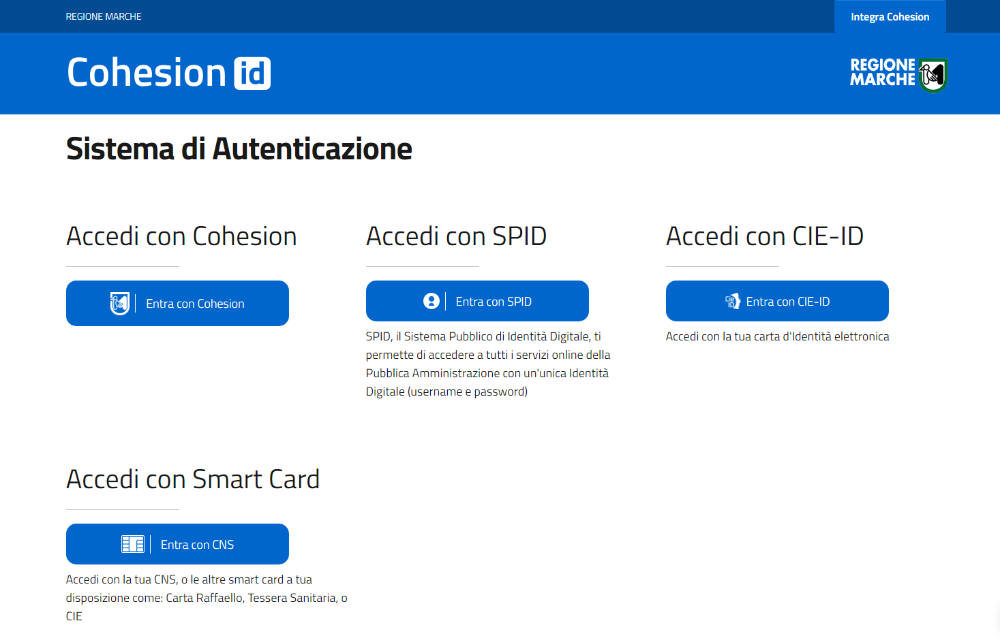 REGIONE MARCHE
Integra Cohesion
Cohesion id
REGIONE
MARCHE
Sistema di Autenticazione
Accedi con Cohesion
Entra con Cohesion
Accedi con SPID
Entra con SPID
SPID, il Sistema Pubblico di Identità Digitale, ti
permette di accedere a tutti i servizi online della
Pubblica Amministrazione con un'unica Identità
Digitale (username e password)
Accedi con CIE-ID
Cie
iD
Entra con CIE-ID
Accedi con la tua carta d'Identità elettronica
Accedi con Smart Card
Entra con CNS
Accedi con la tua CNS, o le altre smart card a tua
disposizione come: Carta Raffaello, Tessera Sanitaria, o
CIE